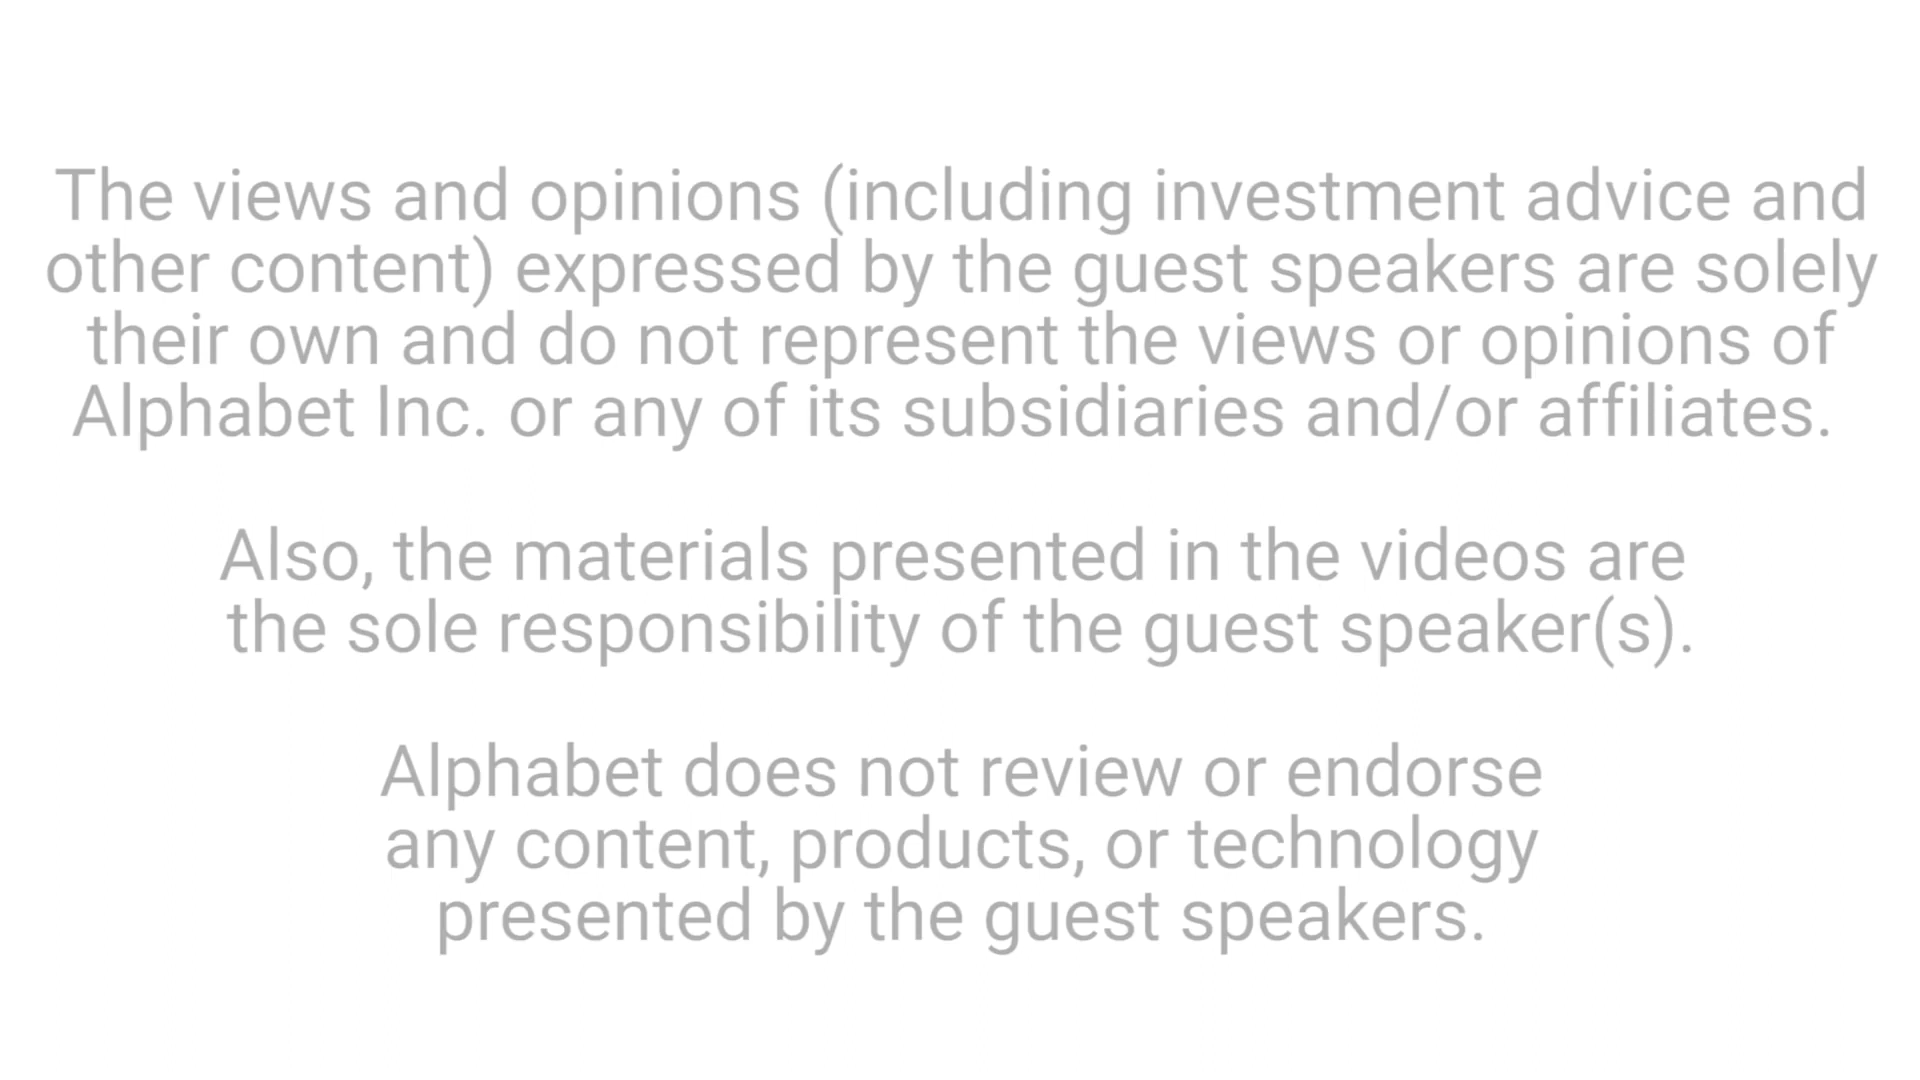 The views and opinions (including investment advice and
other content) expressed by the guest speakers are solely
their own and do not represent the views or opinions of
Alphabet Inc. or any of its subsidiaries and/or affiliates.
Also, the materials presented in the videos are
the sole responsibility of the guest speaker(s).
Alphabet does not review or endorse
any content, products, or technology
presented by the guest speakers.